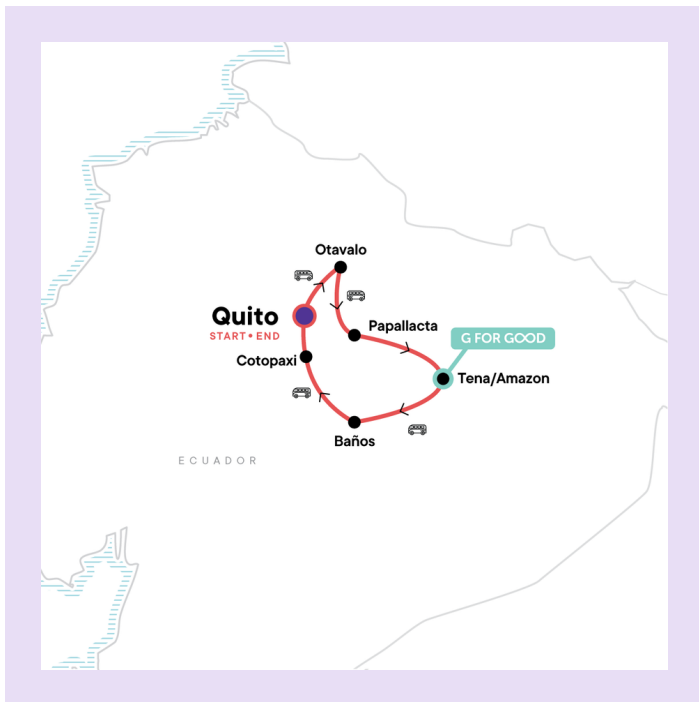 Otavalo
Quito
START • END
Papallacta
G FOR GOOD
Cotopaxi
Tena/Amazon
Baños
ECUADOR